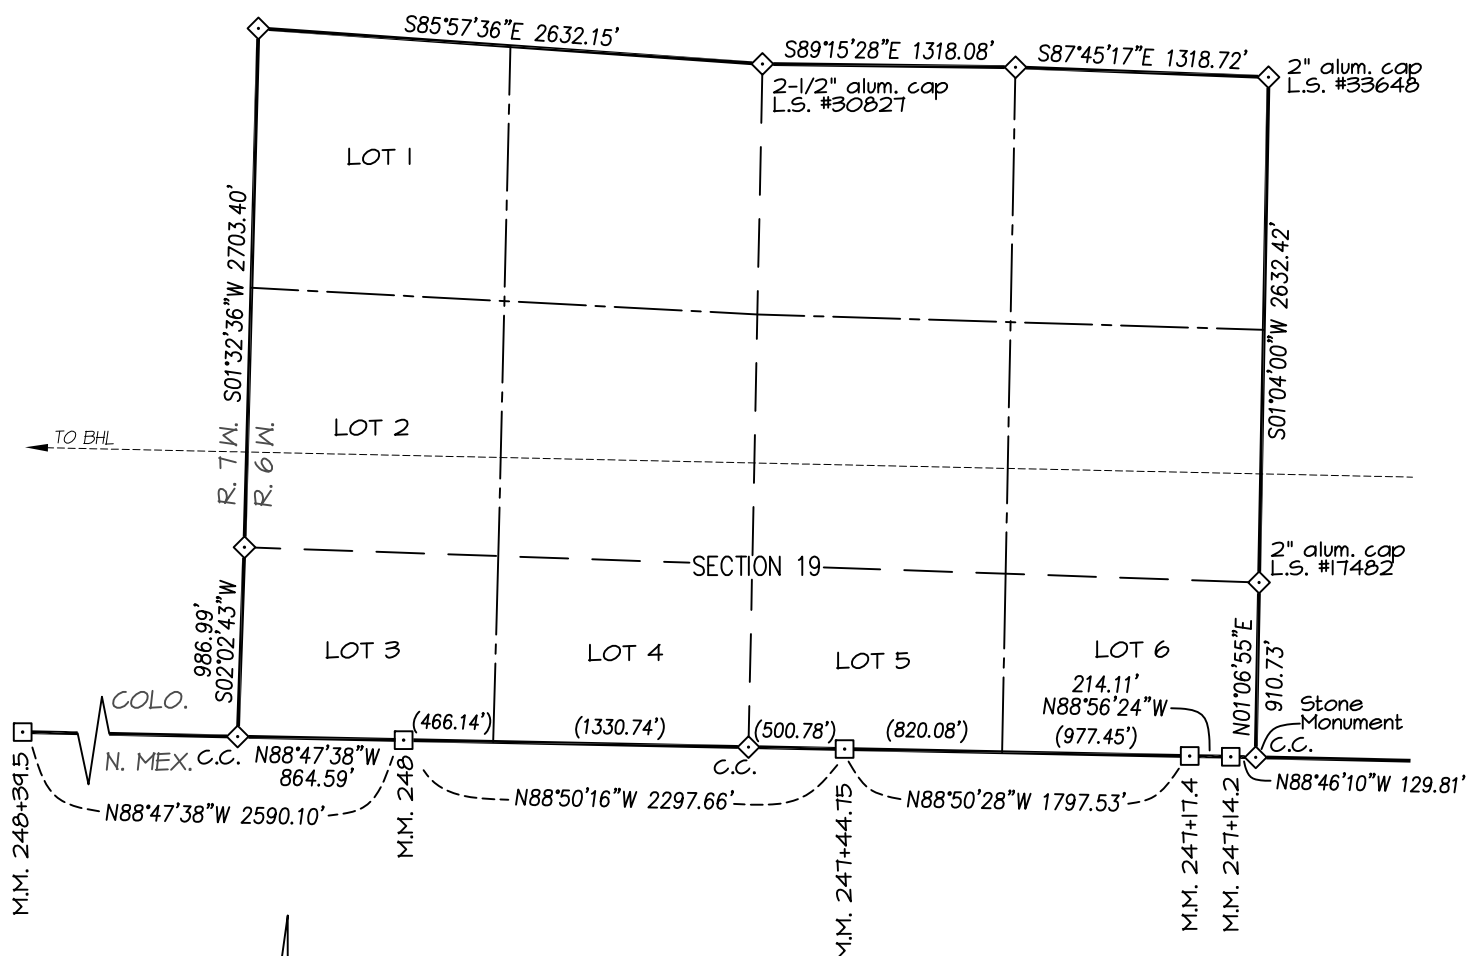 S85°57'36"E 2632.15'
S89°15'28"E 1318.08'
S87°45'17"E 1318.72'
2" alum. cap
L.S. #33648
2-1/2" alum. cap
L.S. #30827
LOT 1
S01°32'36"W 2703.40'
S01°04'00"W 2632.42'
TO BHL
R. 7 W.
R. 6 W.
LOT 2
SECTION 19
2" alum. cap
L.S. #17482
986.99'
S02°02'43"W
LOT 3
LOT 4
LOT 5
LOT 6
214.11'
N88°56'24"W
N01°06'55"E
910.73'
Stone
Monument
COLO.
N. MEX.
C.C.
N88°47'38"W
864.59'
(466.14')
(1330.74')
(500.78')
(820.08')
(977.45')
C.C.
C.C.
N88°46'10"W 129.81'
M.M. 248+39.5
N88°47'38"W 2590.10'
M.M. 248
N88°50'16"W 2297.66'
M.M. 247+44.75
N88°50'28"W 1797.53'
M.M. 247+17.4
M.M. 247+14.2